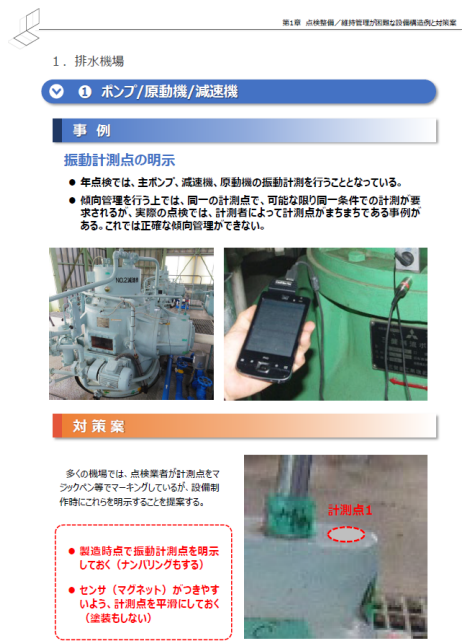 第1章 点検整備／維持管理が困難な設備構造例と対策案
1．排水機場
❶ ポンプ/原動機/減速機
事 例
振動計測点の明示
● 年点検では、主ポンプ、減速機、原動機の振動計測を行うこととなっている。
● 傾向管理を行う上では、同一の計測点で、可能な限り同一条件での計測が要
求されるが、実際の点検では、計測者によって計測点がまちまちである事例が
ある。これでは正確な傾向管理ができない。
対 策 案
多くの機場では、点検業者が計測点をマ
ジックペン等でマーキングしているが、設備制
作時にこれらを明示することを提案する。
計測点1
● 製造時点で振動計測点を明示
しておく（ナンバリングもする）
● センサ（マグネット）がつきやす
いよう、計測点を平滑にしておく
（塗装もしない）